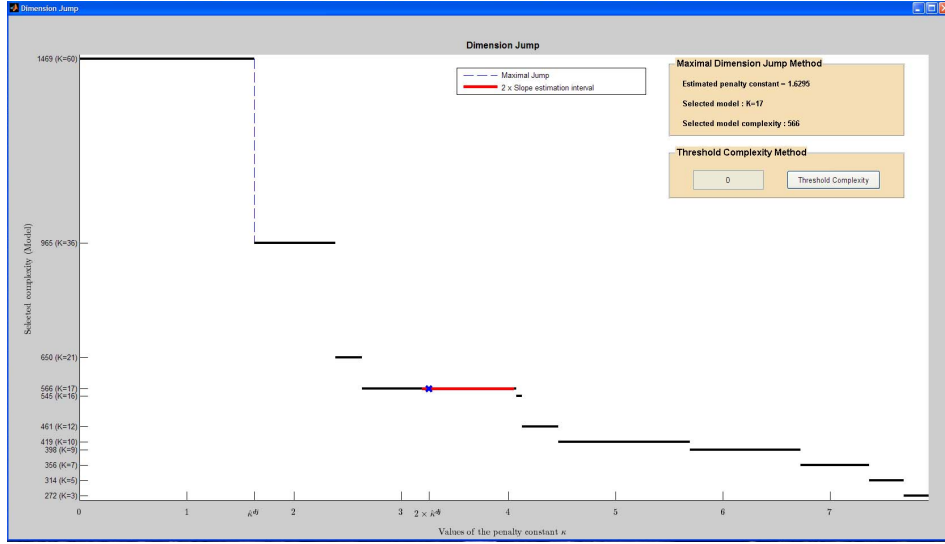 Dimension Jump
Dimension Jump
Maximal Jump
2 x Slope estimation interval
Maximal Dimension Jump Method
Estimated penalty constant = 1.6295
Selected model : K=17
Selected model complexity : 566
Threshold Complexity Method
0
Threshold Complexity
Selected complexity (Model)
1469 (K=60)
965 (K=36)
650 (K=21)
566 (K=17)
545 (K=16)
461 (K=12)
419 (K=10)
398 (K=9)
356 (K=7)
314 (K=5)
272 (K=3)
0 1 κ̂^dj 2 3 2 × κ̂^dj 4 5 6 7
Values of the penalty constant κ